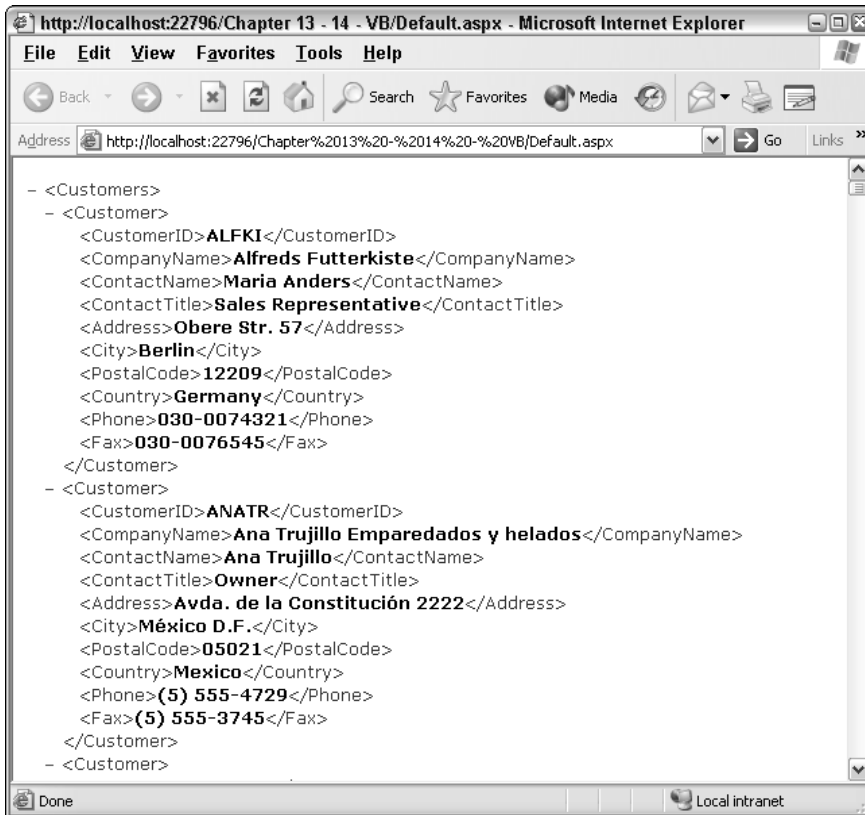 http://localhost:22796/Chapter 13 - 14 - VB/Default.aspx - Microsoft Internet Explorer
File Edit View Favorites Tools Help
Back Search Favorites Media
Address http://localhost:22796/Chapter%2013%20-%2014%20-%20VB/Default.aspx Go Links »
- <Customers>
- <Customer>
<CustomerID>ALFKI</CustomerID>
<CompanyName>Alfreds Futterkiste</CompanyName>
<ContactName>Maria Anders</ContactName>
<ContactTitle>Sales Representative</ContactTitle>
<Address>Obere Str. 57</Address>
<City>Berlin</City>
<PostalCode>12209</PostalCode>
<Country>Germany</Country>
<Phone>030-0074321</Phone>
<Fax>030-0076545</Fax>
</Customer>
- <Customer>
<CustomerID>ANATR</CustomerID>
<CompanyName>Ana Trujillo Emparedados y helados</CompanyName>
<ContactName>Ana Trujillo</ContactName>
<ContactTitle>Owner</ContactTitle>
<Address>Avda. de la Constitución 2222</Address>
<City>México D.F.</City>
<PostalCode>05021</PostalCode>
<Country>Mexico</Country>
<Phone>(5) 555-4729</Phone>
<Fax>(5) 555-3745</Fax>
</Customer>
- <Customer>
Done Local intranet